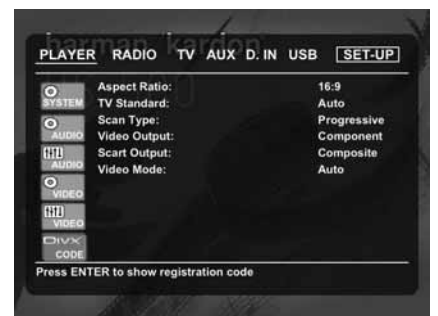 harman kardon
PLAYER RADIO TV AUX D. IN USB SET-UP
SYSTEM
AUDIO
AUDIO
VIDEO
VIDEO
DIVX
CODE
Aspect Ratio: 16:9
TV Standard: Auto
Scan Type: Progressive
Video Output: Component
Scart Output: Composite
Video Mode: Auto
Press ENTER to show registration code